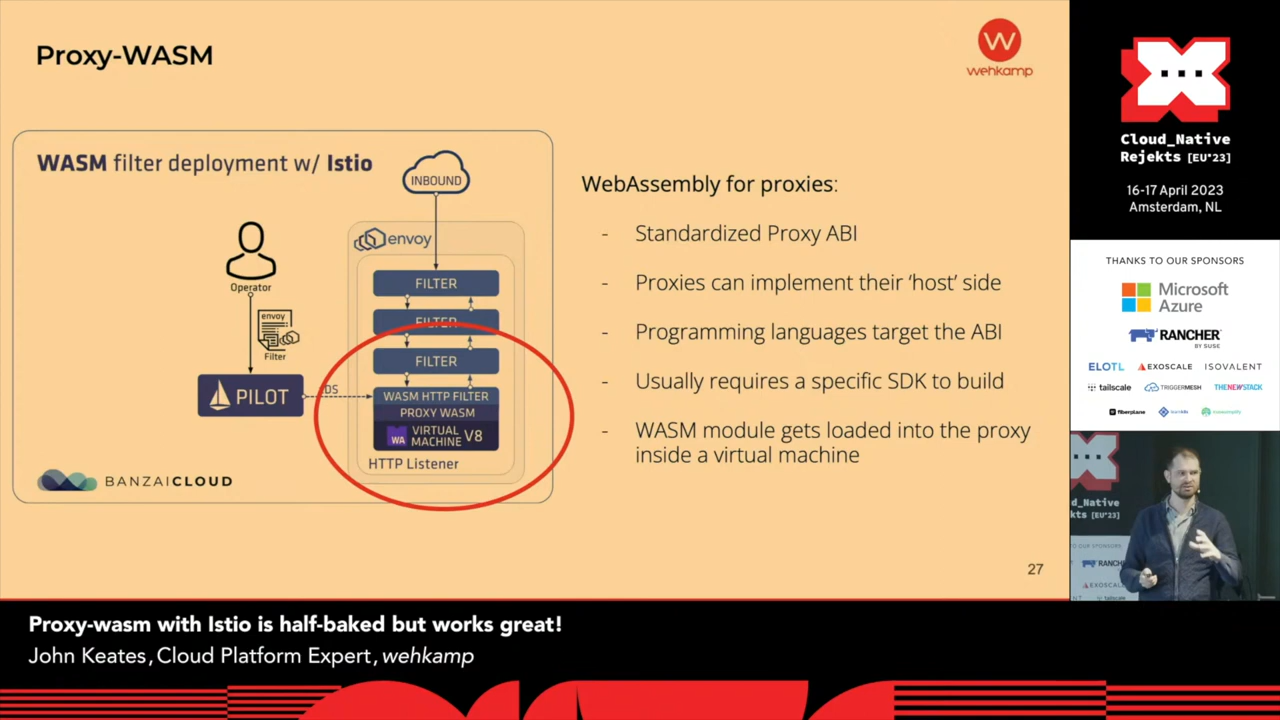 Proxy-WASM
wehkamp
WASM filter deployment w/ Istio
INBOUND
envoy
Operator
envoy
Filter
PILOT
FILTER
FILTER
FILTER
WASM HTTP FILTER
PROXY WASM
WA
VIRTUAL
MACHINE V8
HTTP Listener
BANZAICLOUD
WebAssembly for proxies:
- Standardized Proxy ABI
- Proxies can implement their ‘host’ side
- Programming languages target the ABI
- Usually requires a specific SDK to build
- WASM module gets loaded into the proxy
inside a virtual machine
27
Cloud_Native
Rejekts [EU'23]
16-17 April 2023
Amsterdam, NL
THANKS TO OUR SPONSORS
Microsoft
Azure
RANCHER
BY SUSE
ELOTL EXOSCALE ISOVALENT
tailscale TRIGGERMESH THENEWSTACK
fiberplane
Proxy-wasm with Istio is half-baked but works great!
John Keates, Cloud Platform Expert, wehkamp